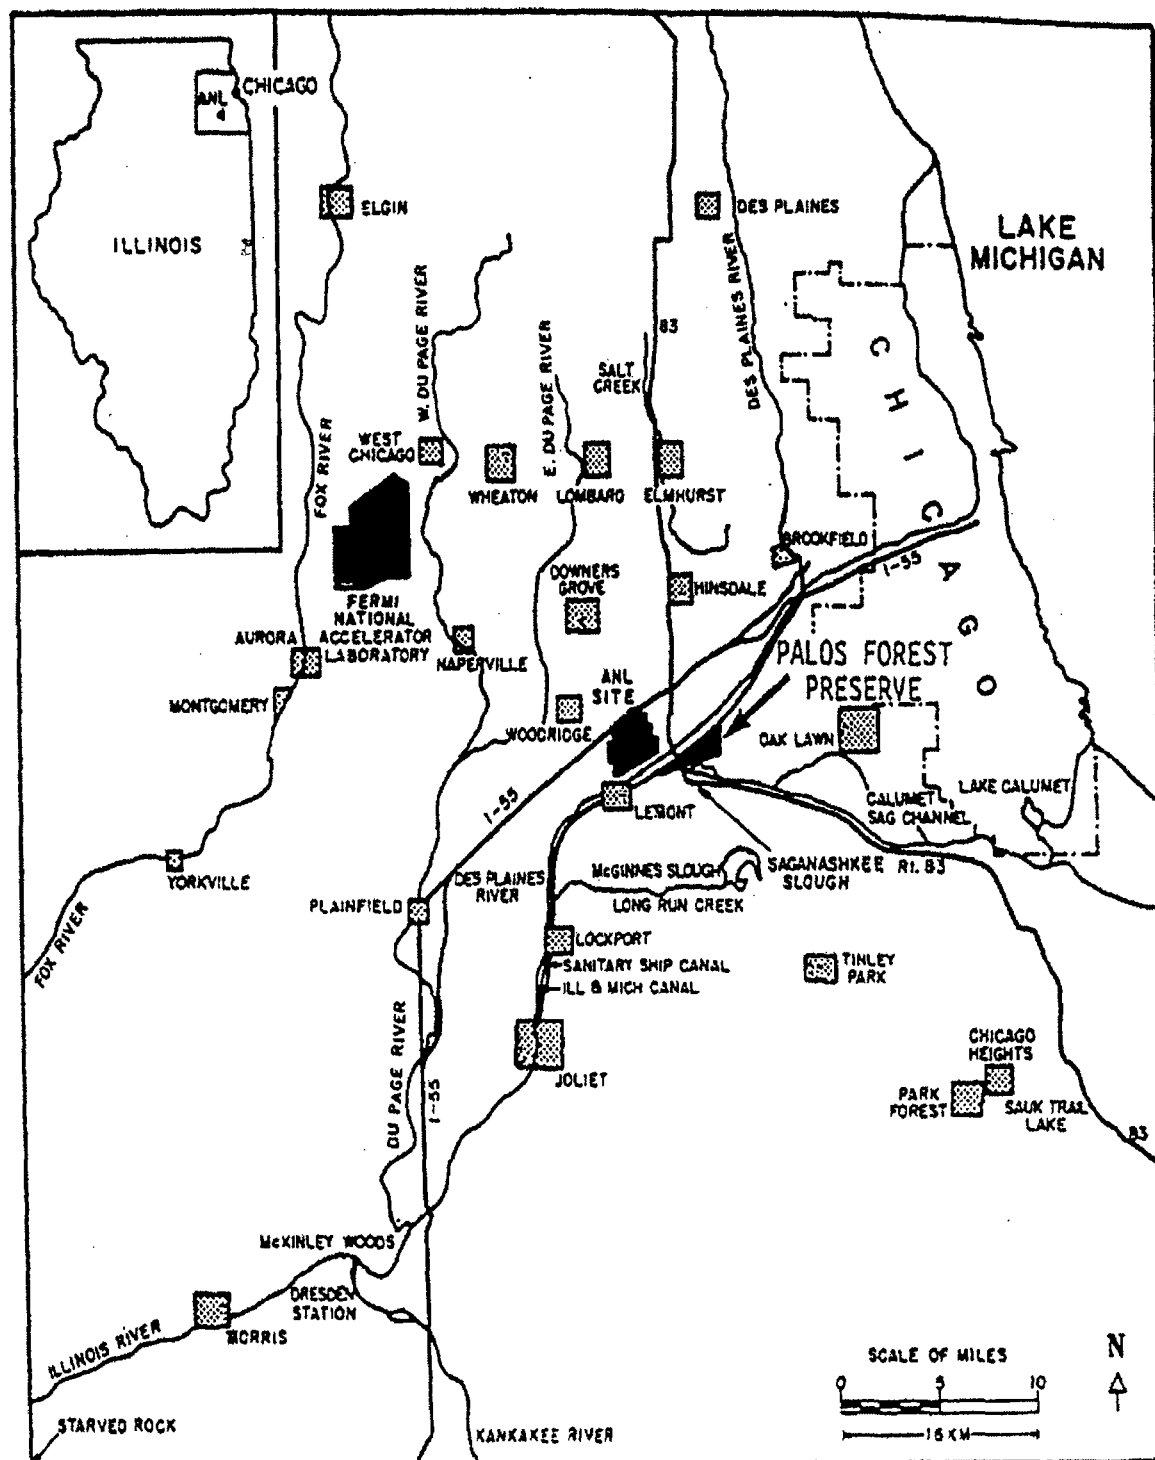 CHICAGO
ANL
ILLINOIS
ELGIN
DES PLAINES
LAKE
MICHIGAN
DES PLAINES RIVER
W. DU PAGE RIVER
E. DU PAGE RIVER
83
SALT
CREEK
CHICAGO
FOX RIVER
WEST
CHICAGO
WHEATON
LOMBARD
ELMHURST
BROOKFIELD
I-55
DOWNERS
GROVE
HINSDALE
FERMI
NATIONAL
ACCELERATOR
LABORATORY
AURORA
NAPERVILLE
PALOS FOREST
PRESERVE
ANL
SITE
MONTGOMERY
WOODRIDGE
OAK LAWN
I-55
LEMONT
CALUMET
SAG CHANNEL
LAKE CALUMET
Rt. 83
SAGANASHKEE
SLOUGH
McGINNES SLOUGH
LONG RUN CREEK
DES PLAINES
RIVER
YORKVILLE
PLAINFIELD
FOX RIVER
LOCKPORT
SANITARY SHIP CANAL
ILL & MICH CANAL
TINLEY
PARK
JOLIET
DU PAGE RIVER
I-55
CHICAGO
HEIGHTS
PARK
FOREST
SAUK TRAIL
LAKE
83
McKINLEY WOODS
DRESDEN
STATION
MORRIS
ILLINOIS RIVER
STARVED ROCK
KANKAKEE RIVER
SCALE OF MILES
0 5 10
16 KM
N